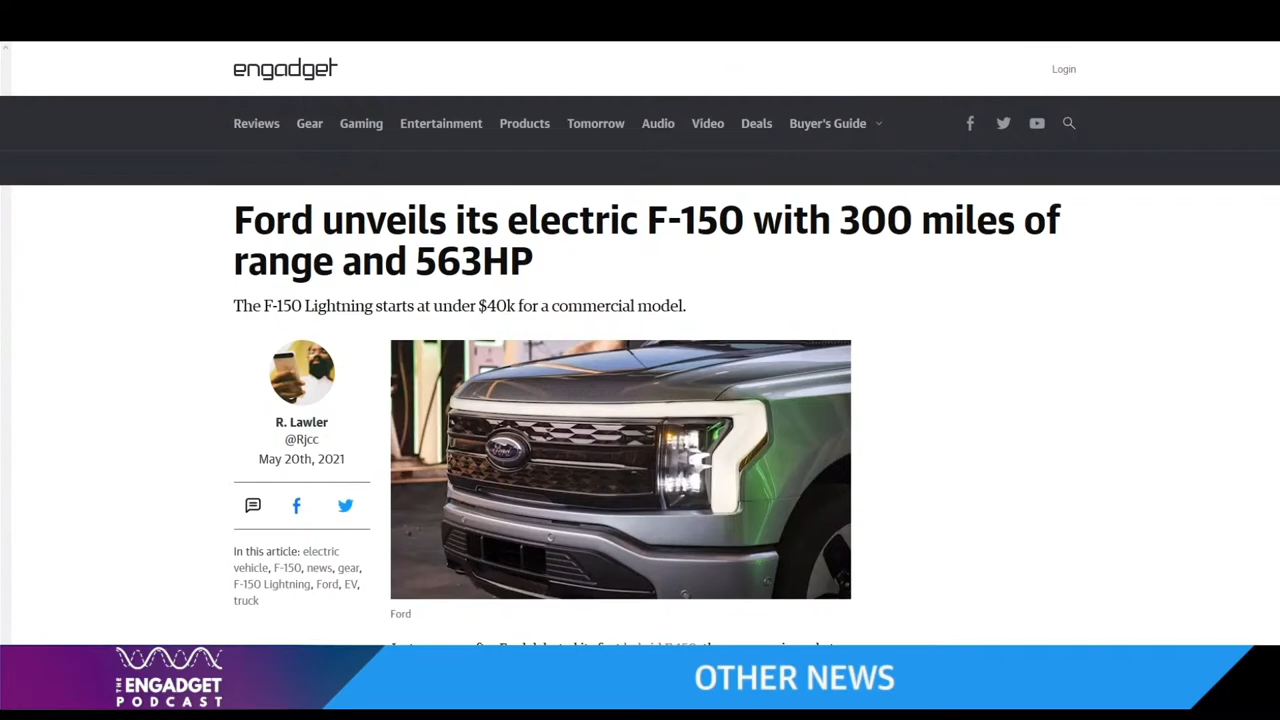 engadget
Login
Reviews Gear Gaming Entertainment Products Tomorrow Audio Video Deals Buyer's Guide
Ford unveils its electric F-150 with 300 miles of
range and 563HP
The F-150 Lightning starts at under $40k for a commercial model.
R. Lawler
@Rjcc
May 20th, 2021
In this article: electric
vehicle, F-150, news, gear,
F-150 Lightning, Ford, EV,
truck
Ford
THE
ENGADGET
PODCAST
OTHER NEWS